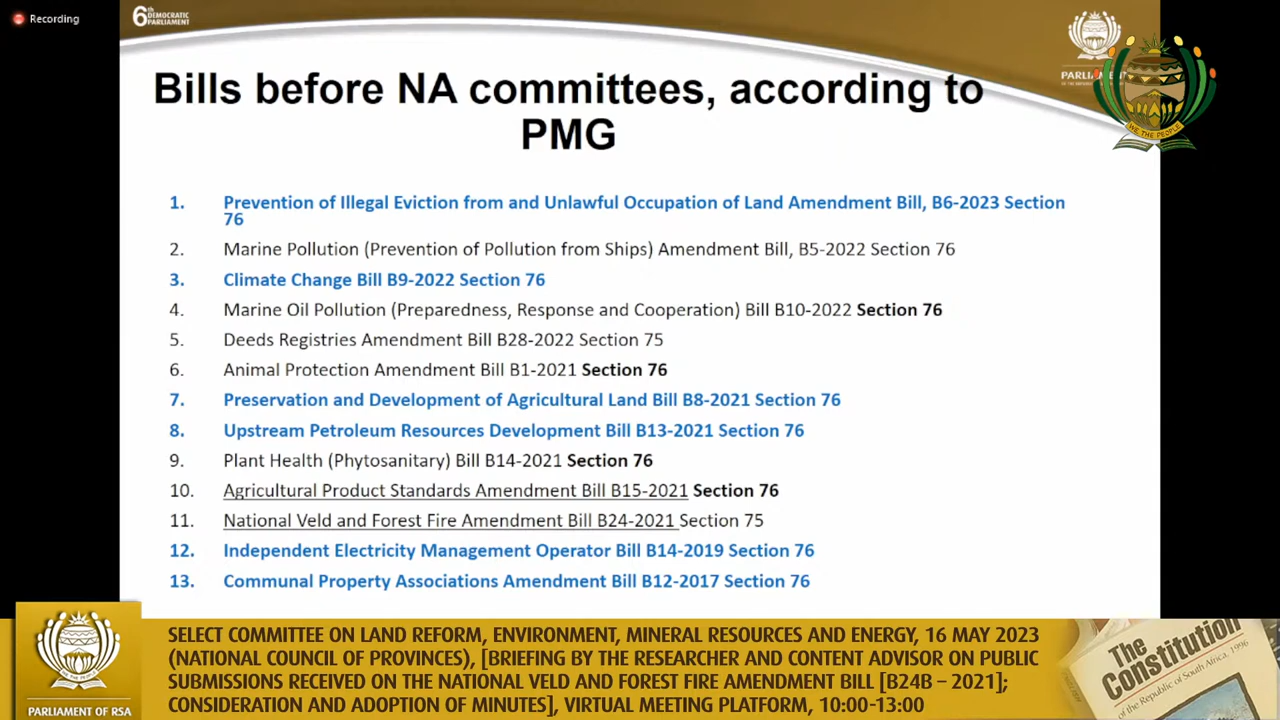 Recording
6th DEMOCRATIC
PARLIAMENT
Bills before NA committees, according to
PMG
1. Prevention of Illegal Eviction from and Unlawful Occupation of Land Amendment Bill, B6-2023 Section
76
2. Marine Pollution (Prevention of Pollution from Ships) Amendment Bill, B5-2022 Section 76
3. Climate Change Bill B9-2022 Section 76
4. Marine Oil Pollution (Preparedness, Response and Cooperation) Bill B10-2022 Section 76
5. Deeds Registries Amendment Bill B28-2022 Section 75
6. Animal Protection Amendment Bill B1-2021 Section 76
7. Preservation and Development of Agricultural Land Bill B8-2021 Section 76
8. Upstream Petroleum Resources Development Bill B13-2021 Section 76
9. Plant Health (Phytosanitary) Bill B14-2021 Section 76
10. Agricultural Product Standards Amendment Bill B15-2021 Section 76
11. National Veld and Forest Fire Amendment Bill B24-2021 Section 75
12. Independent Electricity Management Operator Bill B14-2019 Section 76
13. Communal Property Associations Amendment Bill B12-2017 Section 76
WE, THE PEOPLE
SELECT COMMITTEE ON LAND REFORM, ENVIRONMENT, MINERAL RESOURCES AND ENERGY, 16 MAY 2023
(NATIONAL COUNCIL OF PROVINCES), [BRIEFING BY THE RESEARCHER AND CONTENT ADVISOR ON PUBLIC
SUBMISSIONS RECEIVED ON THE NATIONAL VELD AND FOREST FIRE AMENDMENT BILL [B24B – 2021];
CONSIDERATION AND ADOPTION OF MINUTES], VIRTUAL MEETING PLATFORM, 10:00-13:00
PARLIAMENT OF RSA
The
Constitution
of the Republic of South Africa, 1996